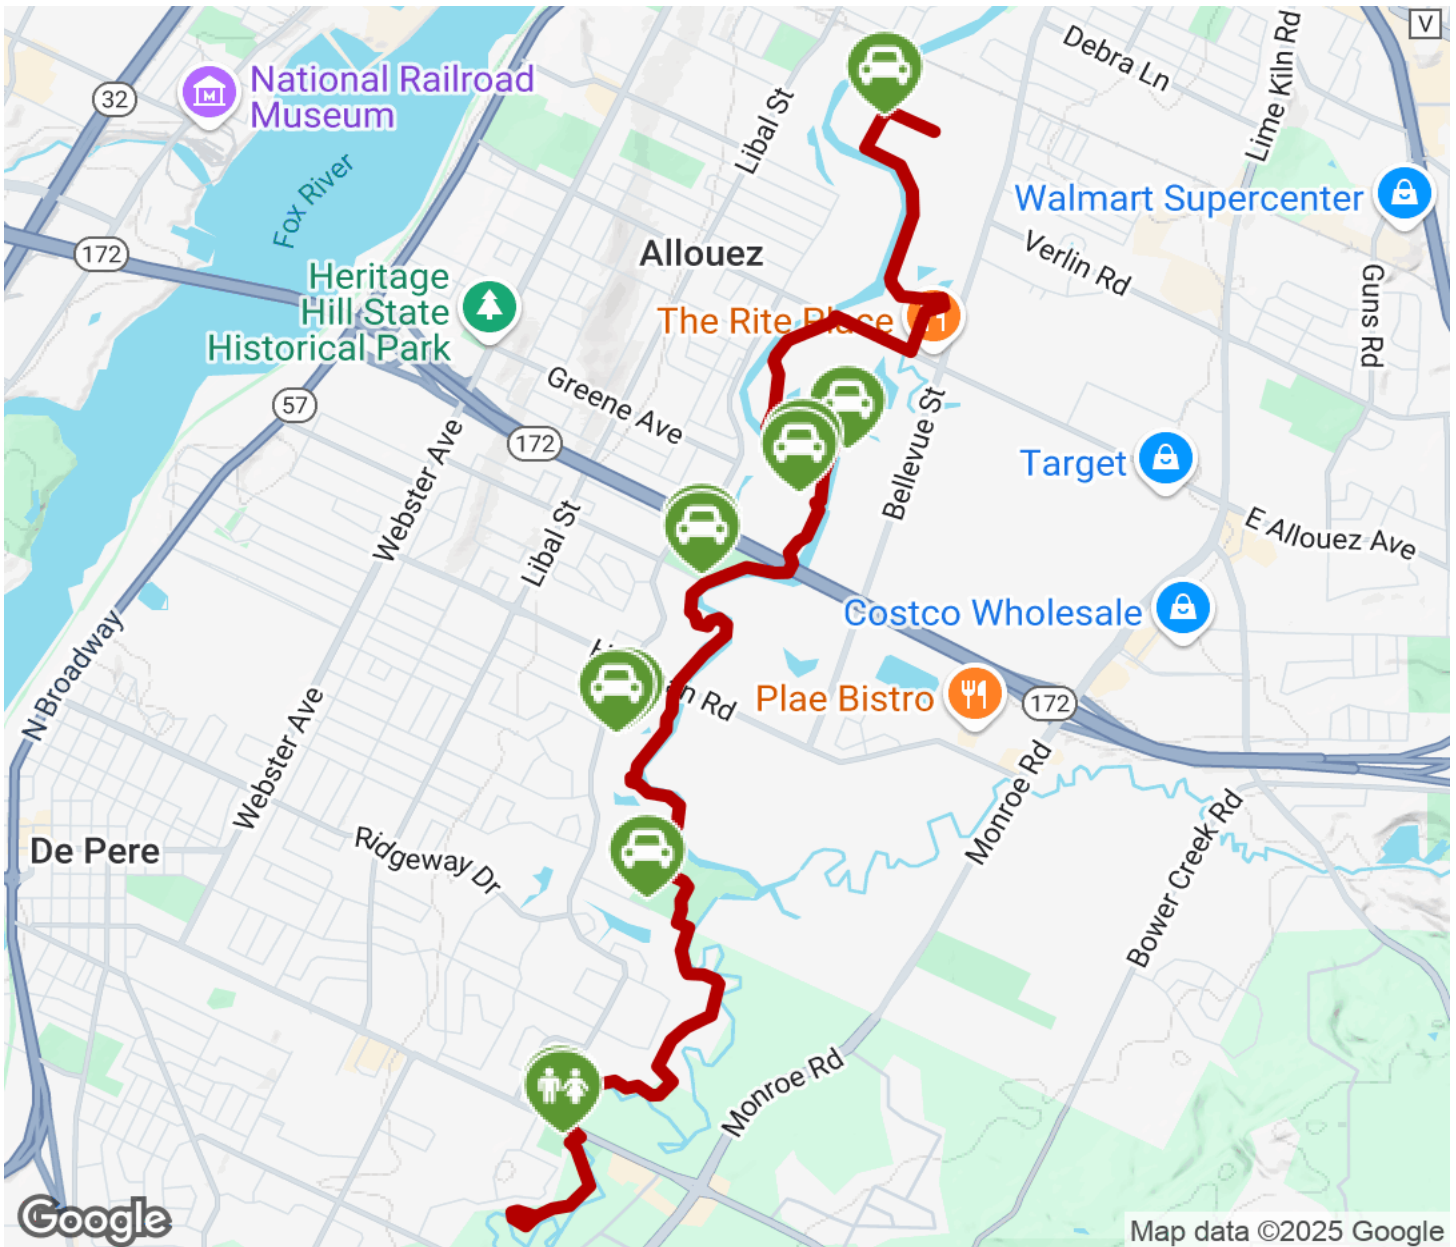 V
Debra Ln
Lime Kiln Rd
National Railroad
Museum
32
Libal St
Fox River
Walmart Supercenter
172
Allouez
Verlin Rd
Guns Rd
Heritage
Hill State
Historical Park
The Rite Place
57
Greene Ave
172
Webster Ave
Bellevue St
Target
E Allouez Ave
Libal St
Costco Wholesale
N Broadway
Webster Ave
Plae Bistro
172
Monroe Rd
Bower Creek Rd
De Pere
Ridgeway Dr
Monroe Rd
Google
Map data ©2025 Google